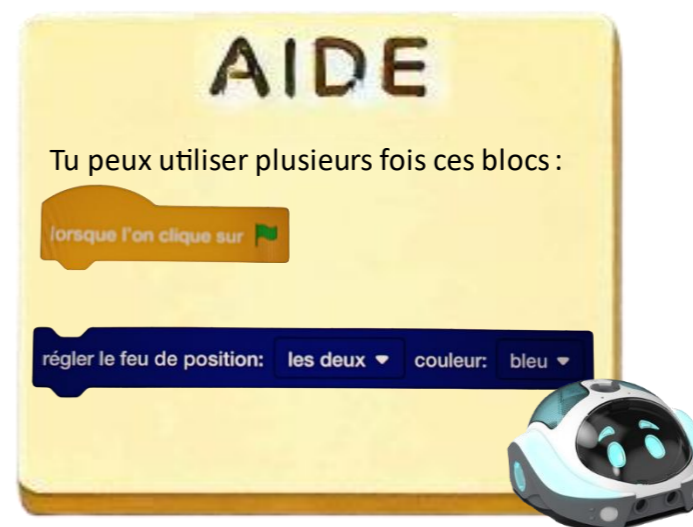 AIDE
Tu peux utiliser plusieurs fois ces blocs :
lorsque l'on clique sur
régler le feu de position: les deux couleur: bleu